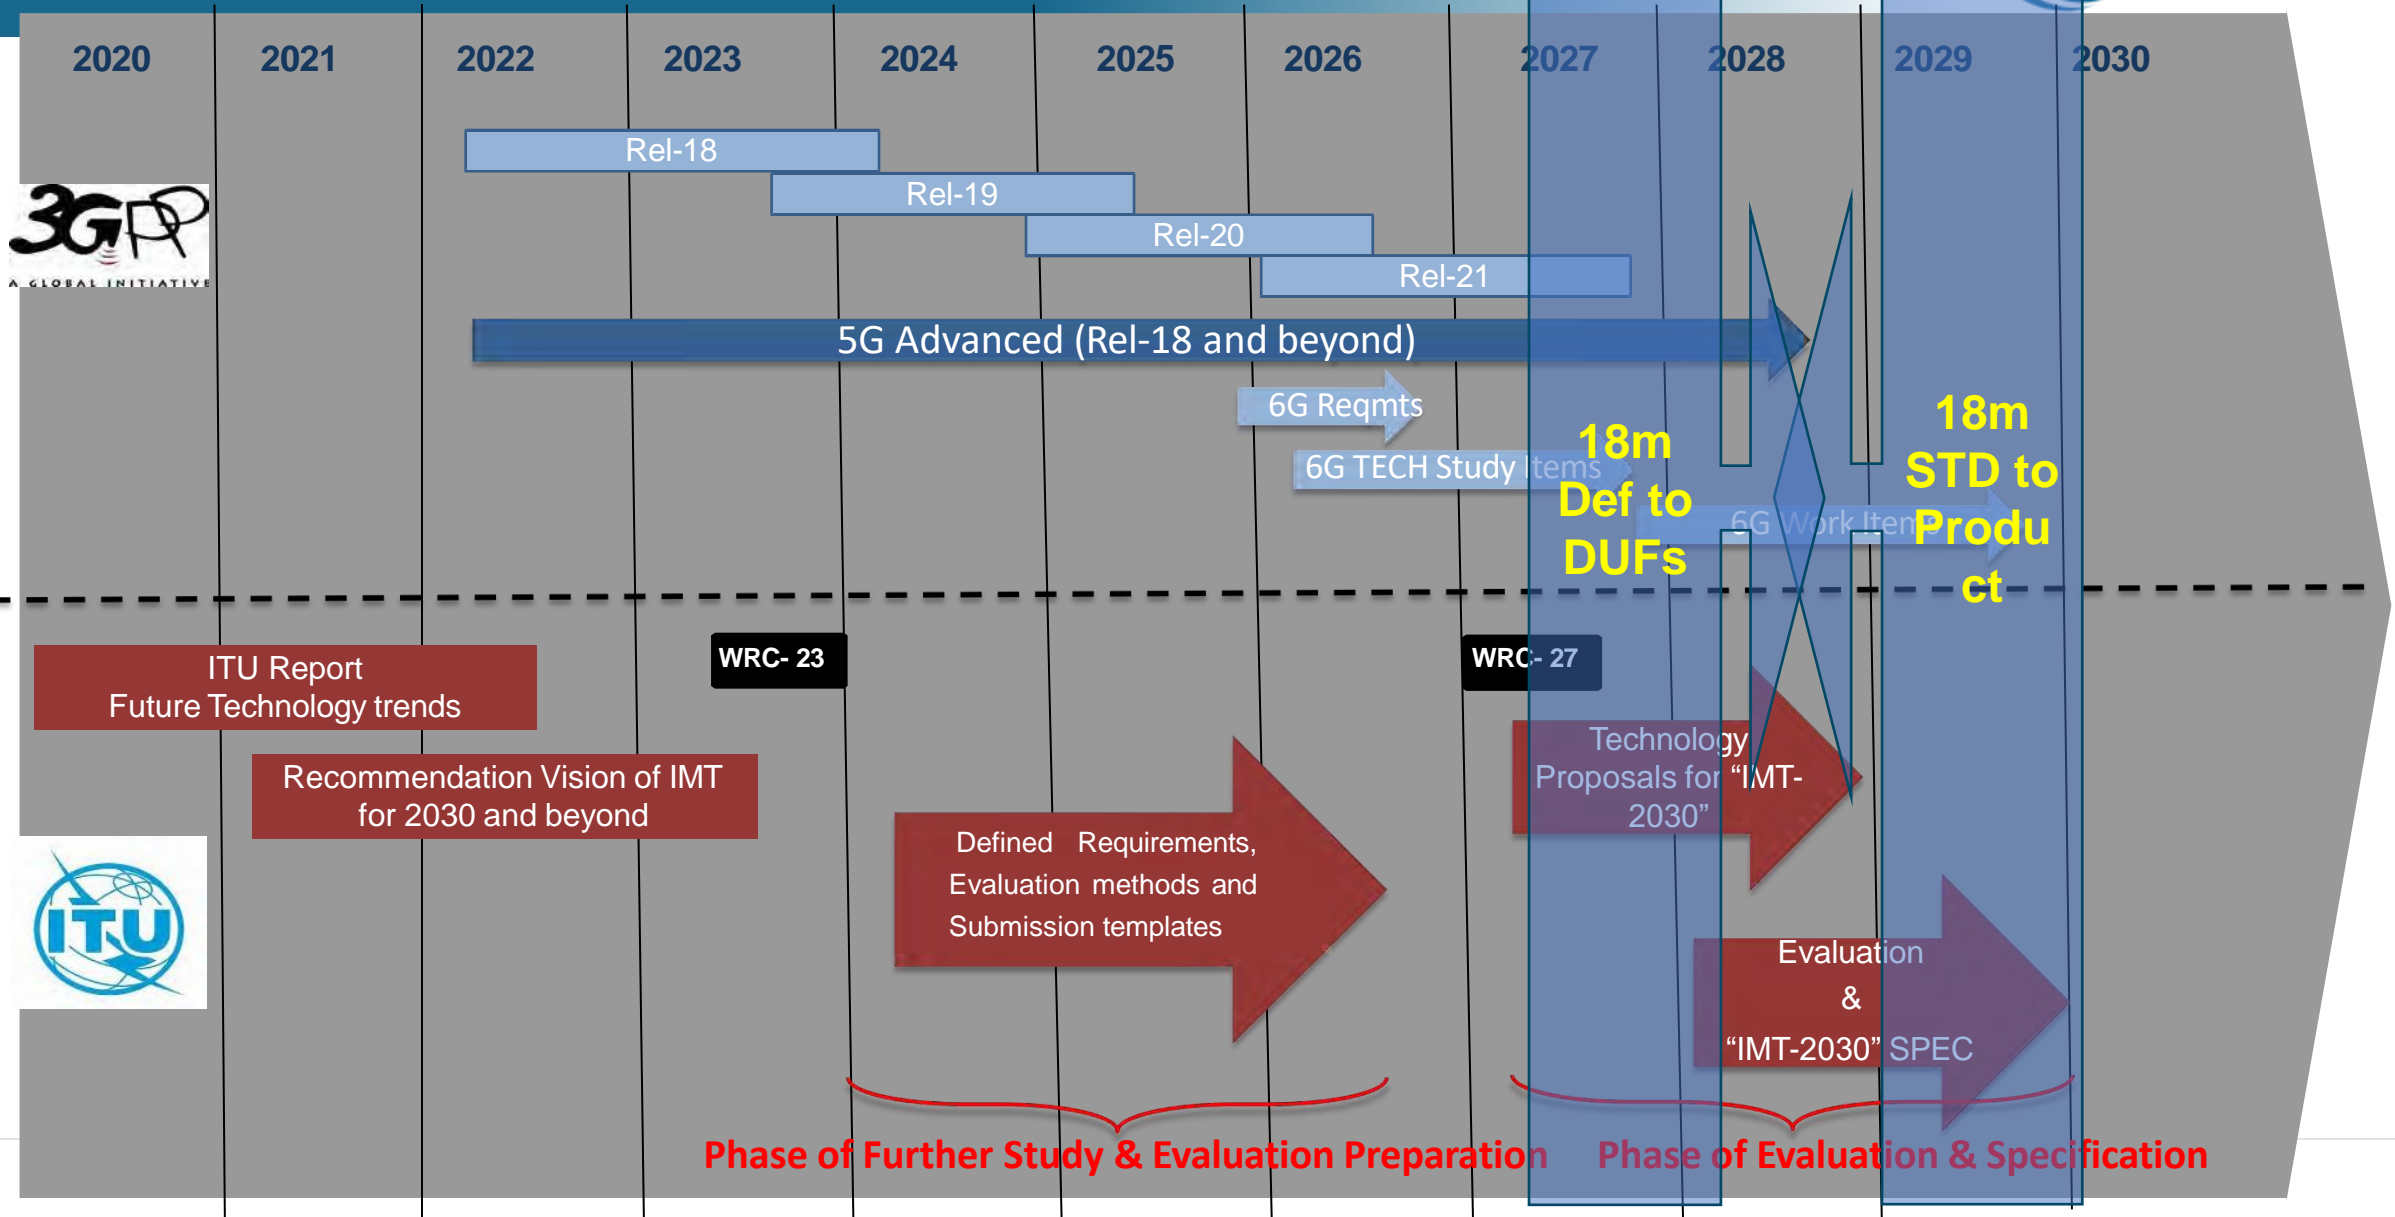 2020 2021 2022 2023 2024 2025 2026 2027 2028 2029 2030
Rel-18
3GPP
A GLOBAL INITIATIVE
Rel-19
Rel-20
Rel-21
5G Advanced (Rel-18 and beyond)
6G Reqmts
6G TECH Study Items
6G Work Items
18m
Def to
DUFs
18m
STD to
Produ
ct
WRC- 23
WRC- 27
ITU Report
Future Technology trends
Recommendation Vision of IMT
for 2030 and beyond
Technology
Proposals for “IMT-
2030”
Defined Requirements,
Evaluation methods and
Submission templates
ITU
Evaluation
&
“IMT-2030” SPEC
Phase of Further Study & Evaluation Preparation
Phase of Evaluation & Specification